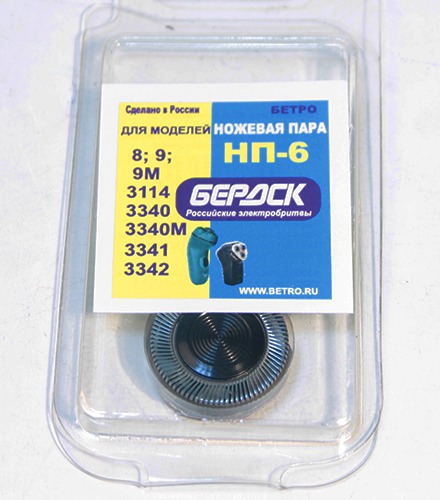 Сделано в России
БЕТРО
ДЛЯ МОДЕЛЕЙ
НОЖЕВАЯ ПАРА
НП-6
8; 9;
9М
3114
3340
3340М
3341
3342
БЕРДСК
Российские электробритвы
WWW.BETRO.RU